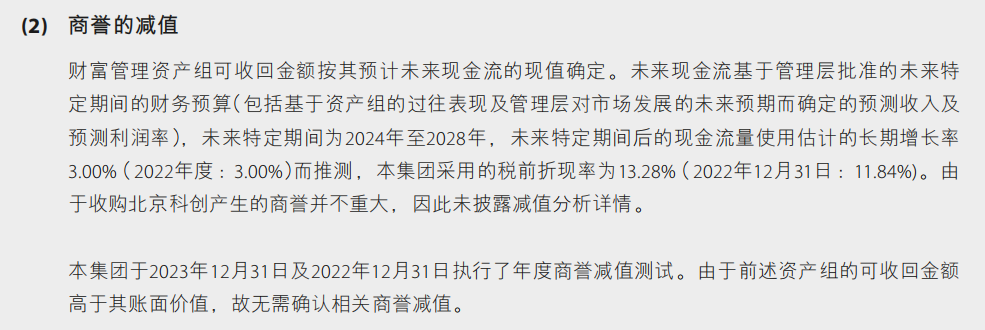 (2) 商誉的减值
财富管理资产组可收回金额按其预计未来现金流的现值确定。未来现金流基于管理层批准的未来特
定期间的财务预算(包括基于资产组的过往表现及管理层对市场发展的未来预期而确定的预测收入及
预测利润率)，未来特定期间为2024年至2028年，未来特定期间后的现金流量使用估计的长期增长率
3.00% (2022年度：3.00%)而推测，本集团采用的税前折现率为13.28% (2022年12月31日：11.84%)。由
于收购北京科创产生的商誉并不重大，因此未披露减值分析详情。
本集团于2023年12月31日及2022年12月31日执行了年度商誉减值测试。由于前述资产组的可收回金额
高于其账面价值，故无需确认相关商誉减值。